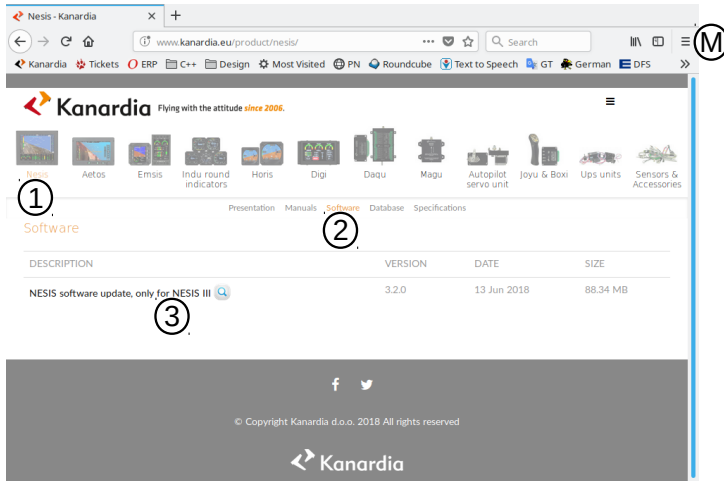 Nesis - Kanardia
www.kanardia.eu/product/nesis/
Search
M
Kanardia Tickets ERP C++ Design Most Visited PN Roundcube Text to Speech GT German DFS
Kanardia Flying with the attitude since 2006.
Nesis Aetos Emsis Indu round indicators Horis Digi Daqu Magu Autopilot servo unit Joyu & Boxi Ups units Sensors & Accessories
1
Presentation Manuals Software Database Specifications
2
Software
DESCRIPTION VERSION DATE SIZE
NESIS software update, only for NESIS III 3.2.0 13 Jun 2018 88.34 MB
3
© Copyright Kanardia d.o.o. 2018 All rights reserved
Kanardia